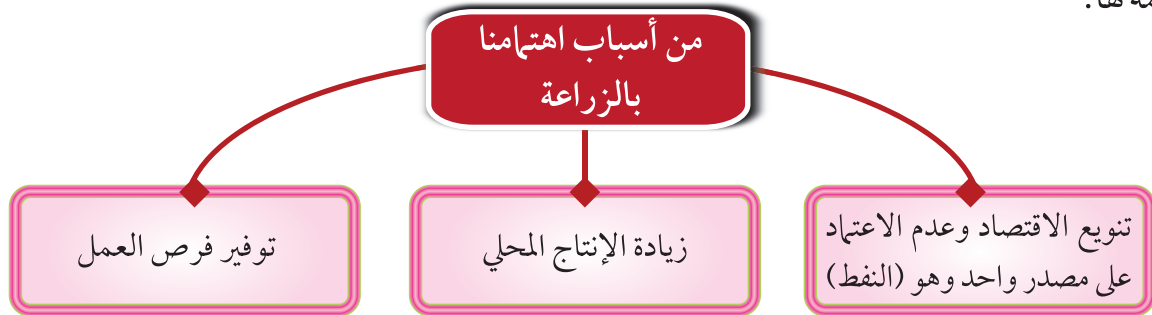 من أسباب اهتمامنا
بالزراعة
تنويع الاقتصاد وعدم الاعتماد
على مصدر واحد وهو (النفط)
زيادة الإنتاج المحلي
توفير فرص العمل